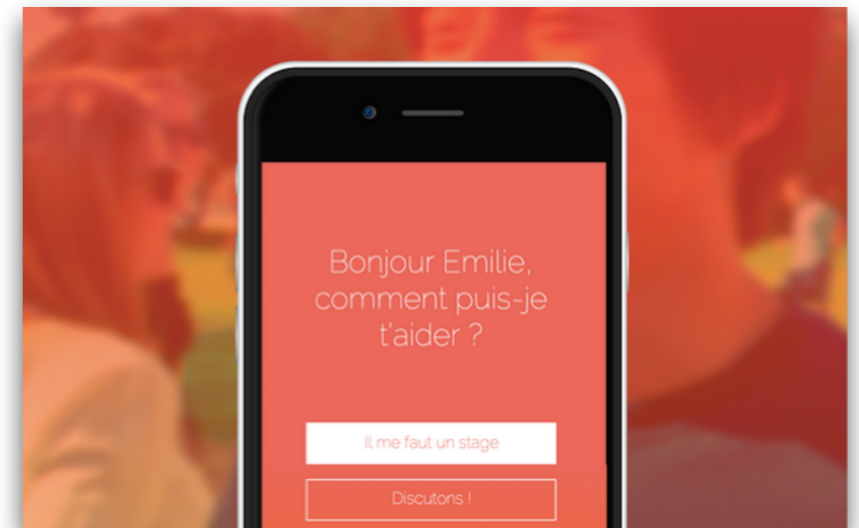 Bonjour Emilie,
comment puis-je
t'aider ?
Il me faut un stage
Discutons !